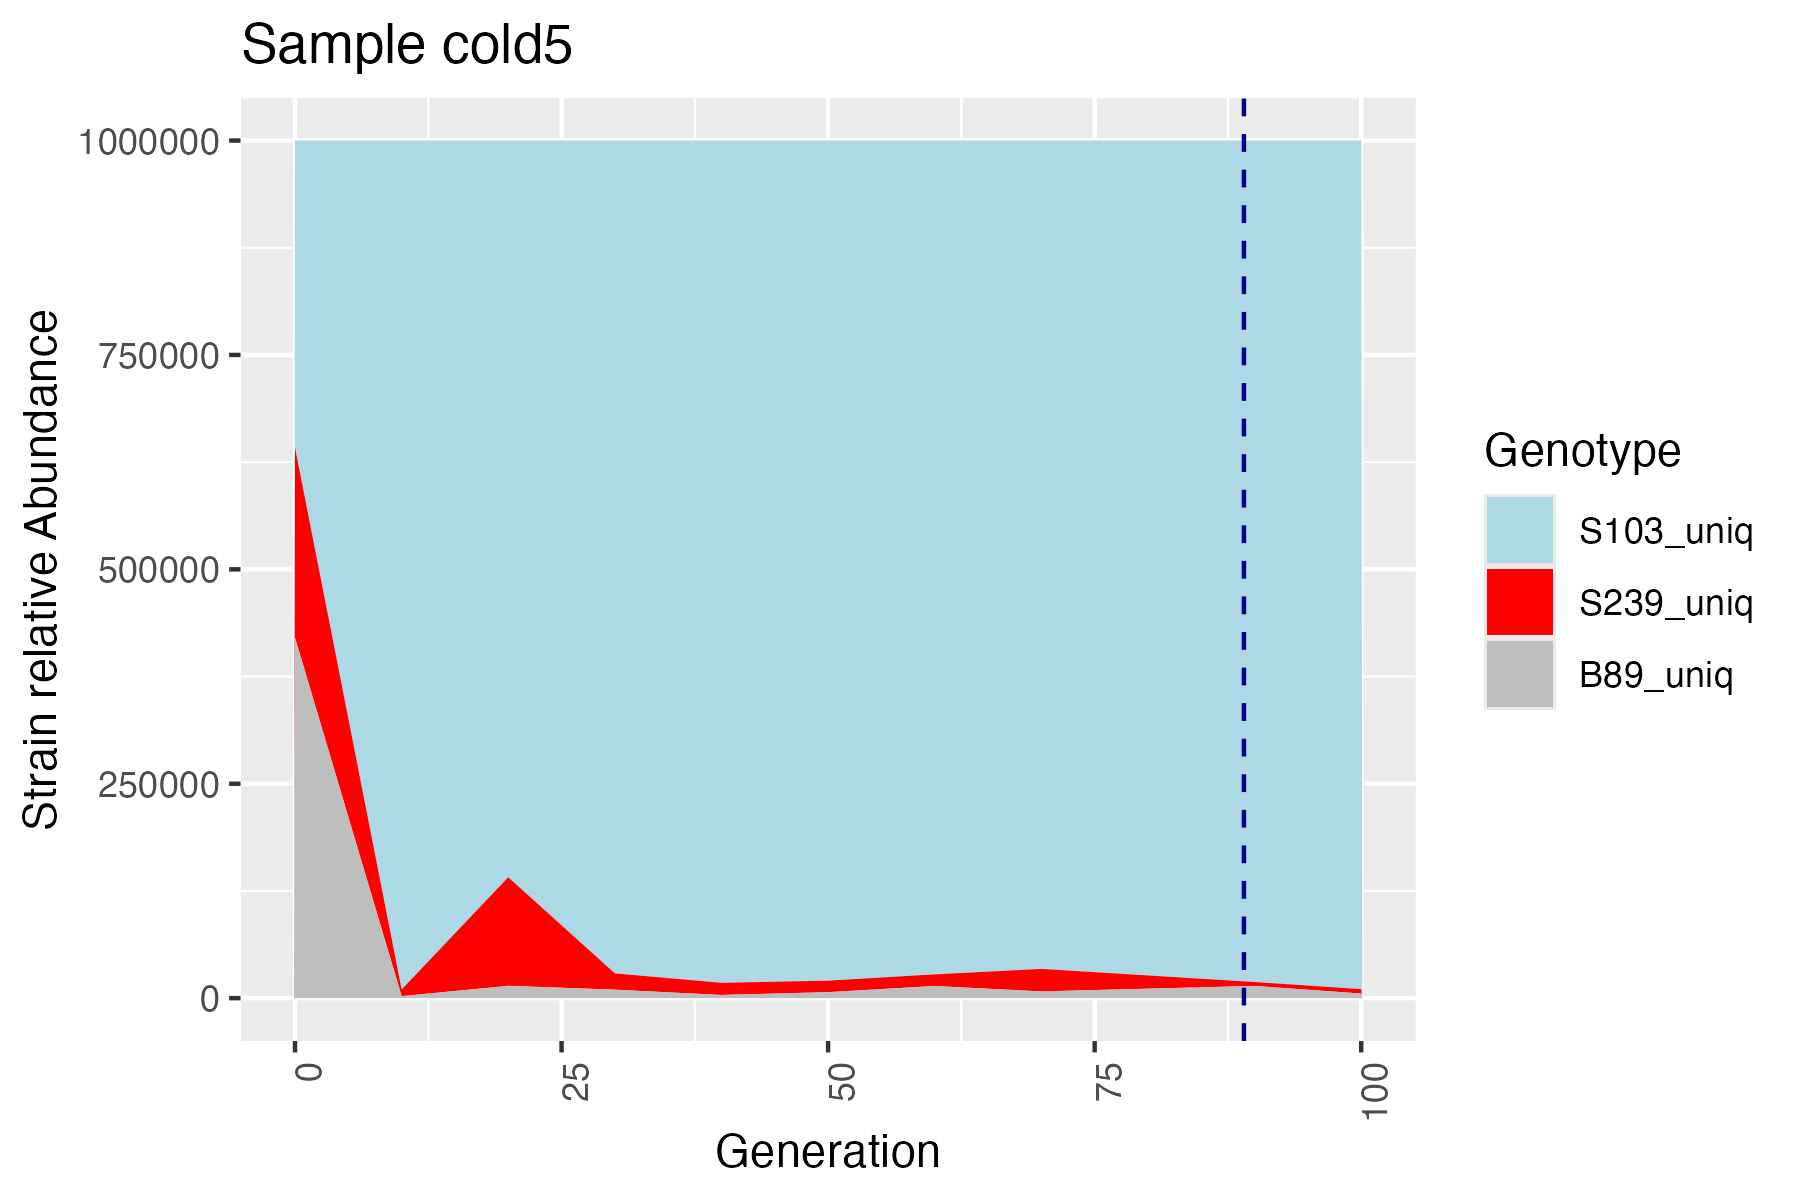 Sample cold5
Strain relative Abundance
1000000
750000
500000
250000
0
0
25
50
75
100
Generation
Genotype
S103_uniq
S239_uniq
B89_uniq